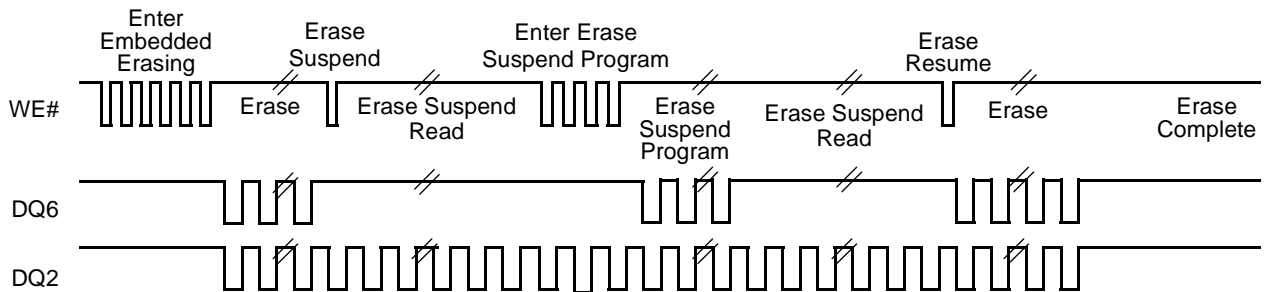 Enter
Embedded
Erasing
Erase
Suspend
Enter Erase
Suspend Program
Erase
Resume
WE#
Erase
Erase Suspend
Read
Erase
Suspend
Program
Erase Suspend
Read
Erase
Erase
Complete
DQ6
DQ2